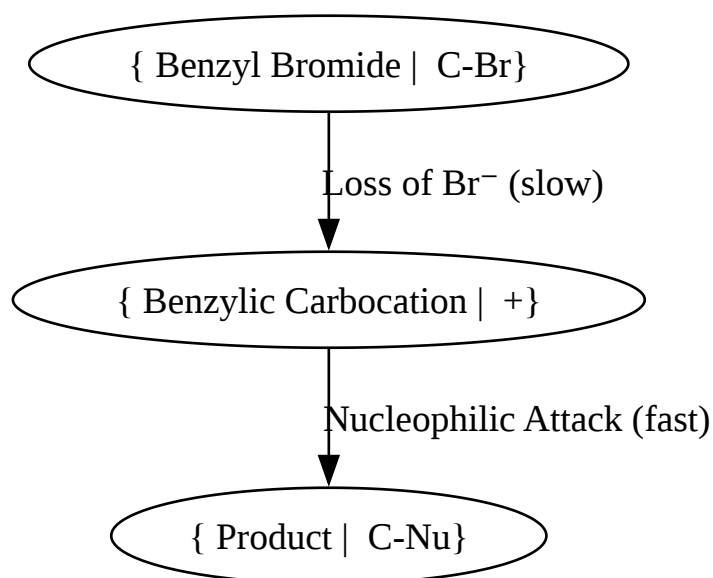 { Benzyl Bromide | C-Br}
Loss of Br⁻ (slow)
{ Benzylic Carbocation | +}
Nucleophilic Attack (fast)
{ Product | C-Nu}